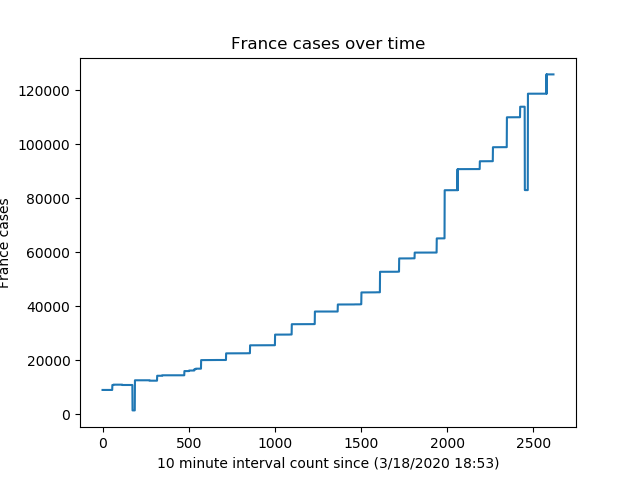 France cases over time
120000
100000
80000
60000
40000
20000
0
France cases
0 500 1000 1500 2000 2500
10 minute interval count since (3/18/2020 18:53)